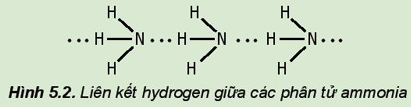 H H H
··· H N ··· H N ··· H N ···
H H H
Hình 5.2. Liên kết hydrogen giữa các phân tử ammonia